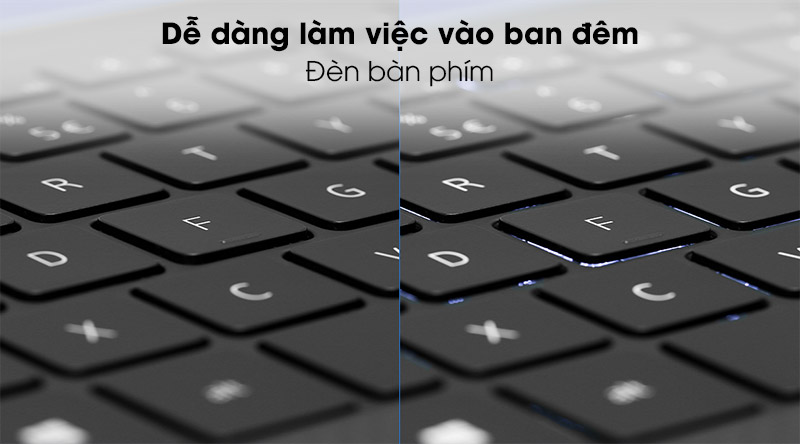 Dễ dàng làm việc vào ban đêm
Đèn bàn phím
$ € $ €
T Y T Y
R G R G
F F
D V D V
C C
X X